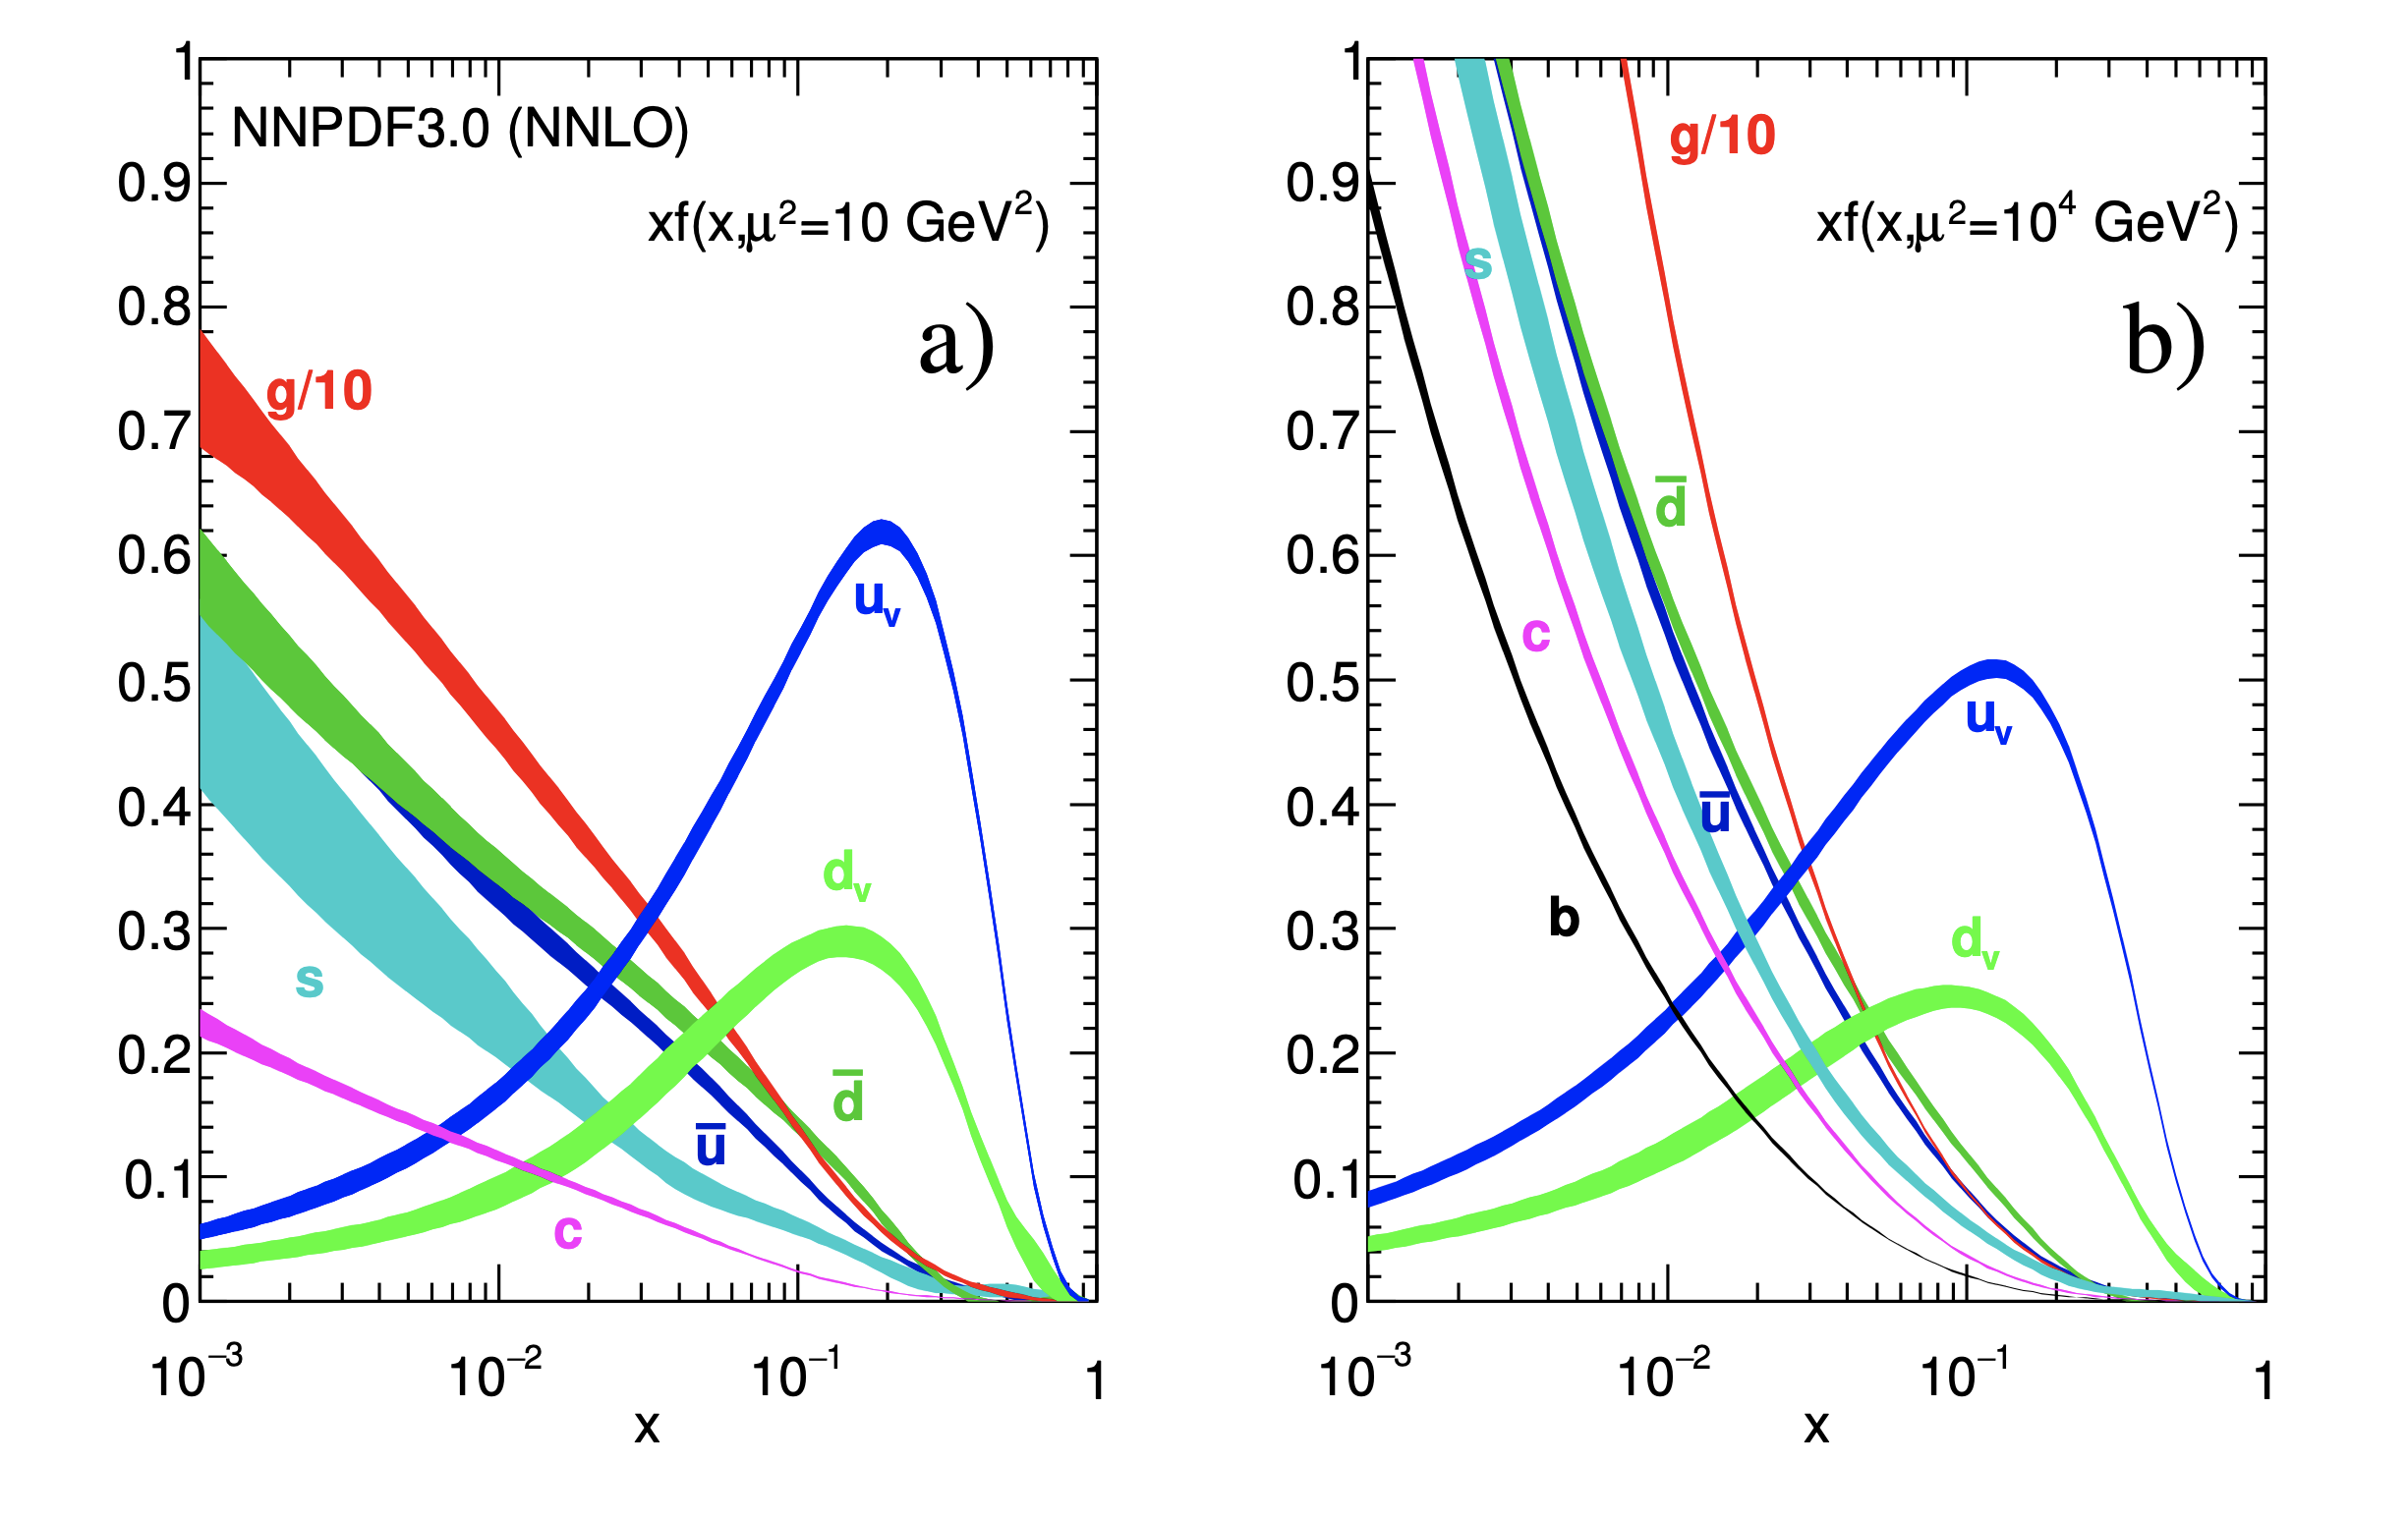 NNPDF3.0 (NNLO)
xf(x,μ²=10 GeV²)
a)
g/10
u_v
d_v
s
d̅
u̅
c
1
0.9
0.8
0.7
0.6
0.5
0.4
0.3
0.2
0.1
0
10⁻³
10⁻²
10⁻¹
1
x
g/10
xf(x,μ²=10⁴ GeV²)
s
b)
d̅
c
u_v
u̅
b
d_v
1
0.9
0.8
0.7
0.6
0.5
0.4
0.3
0.2
0.1
0
10⁻³
10⁻²
10⁻¹
1
x